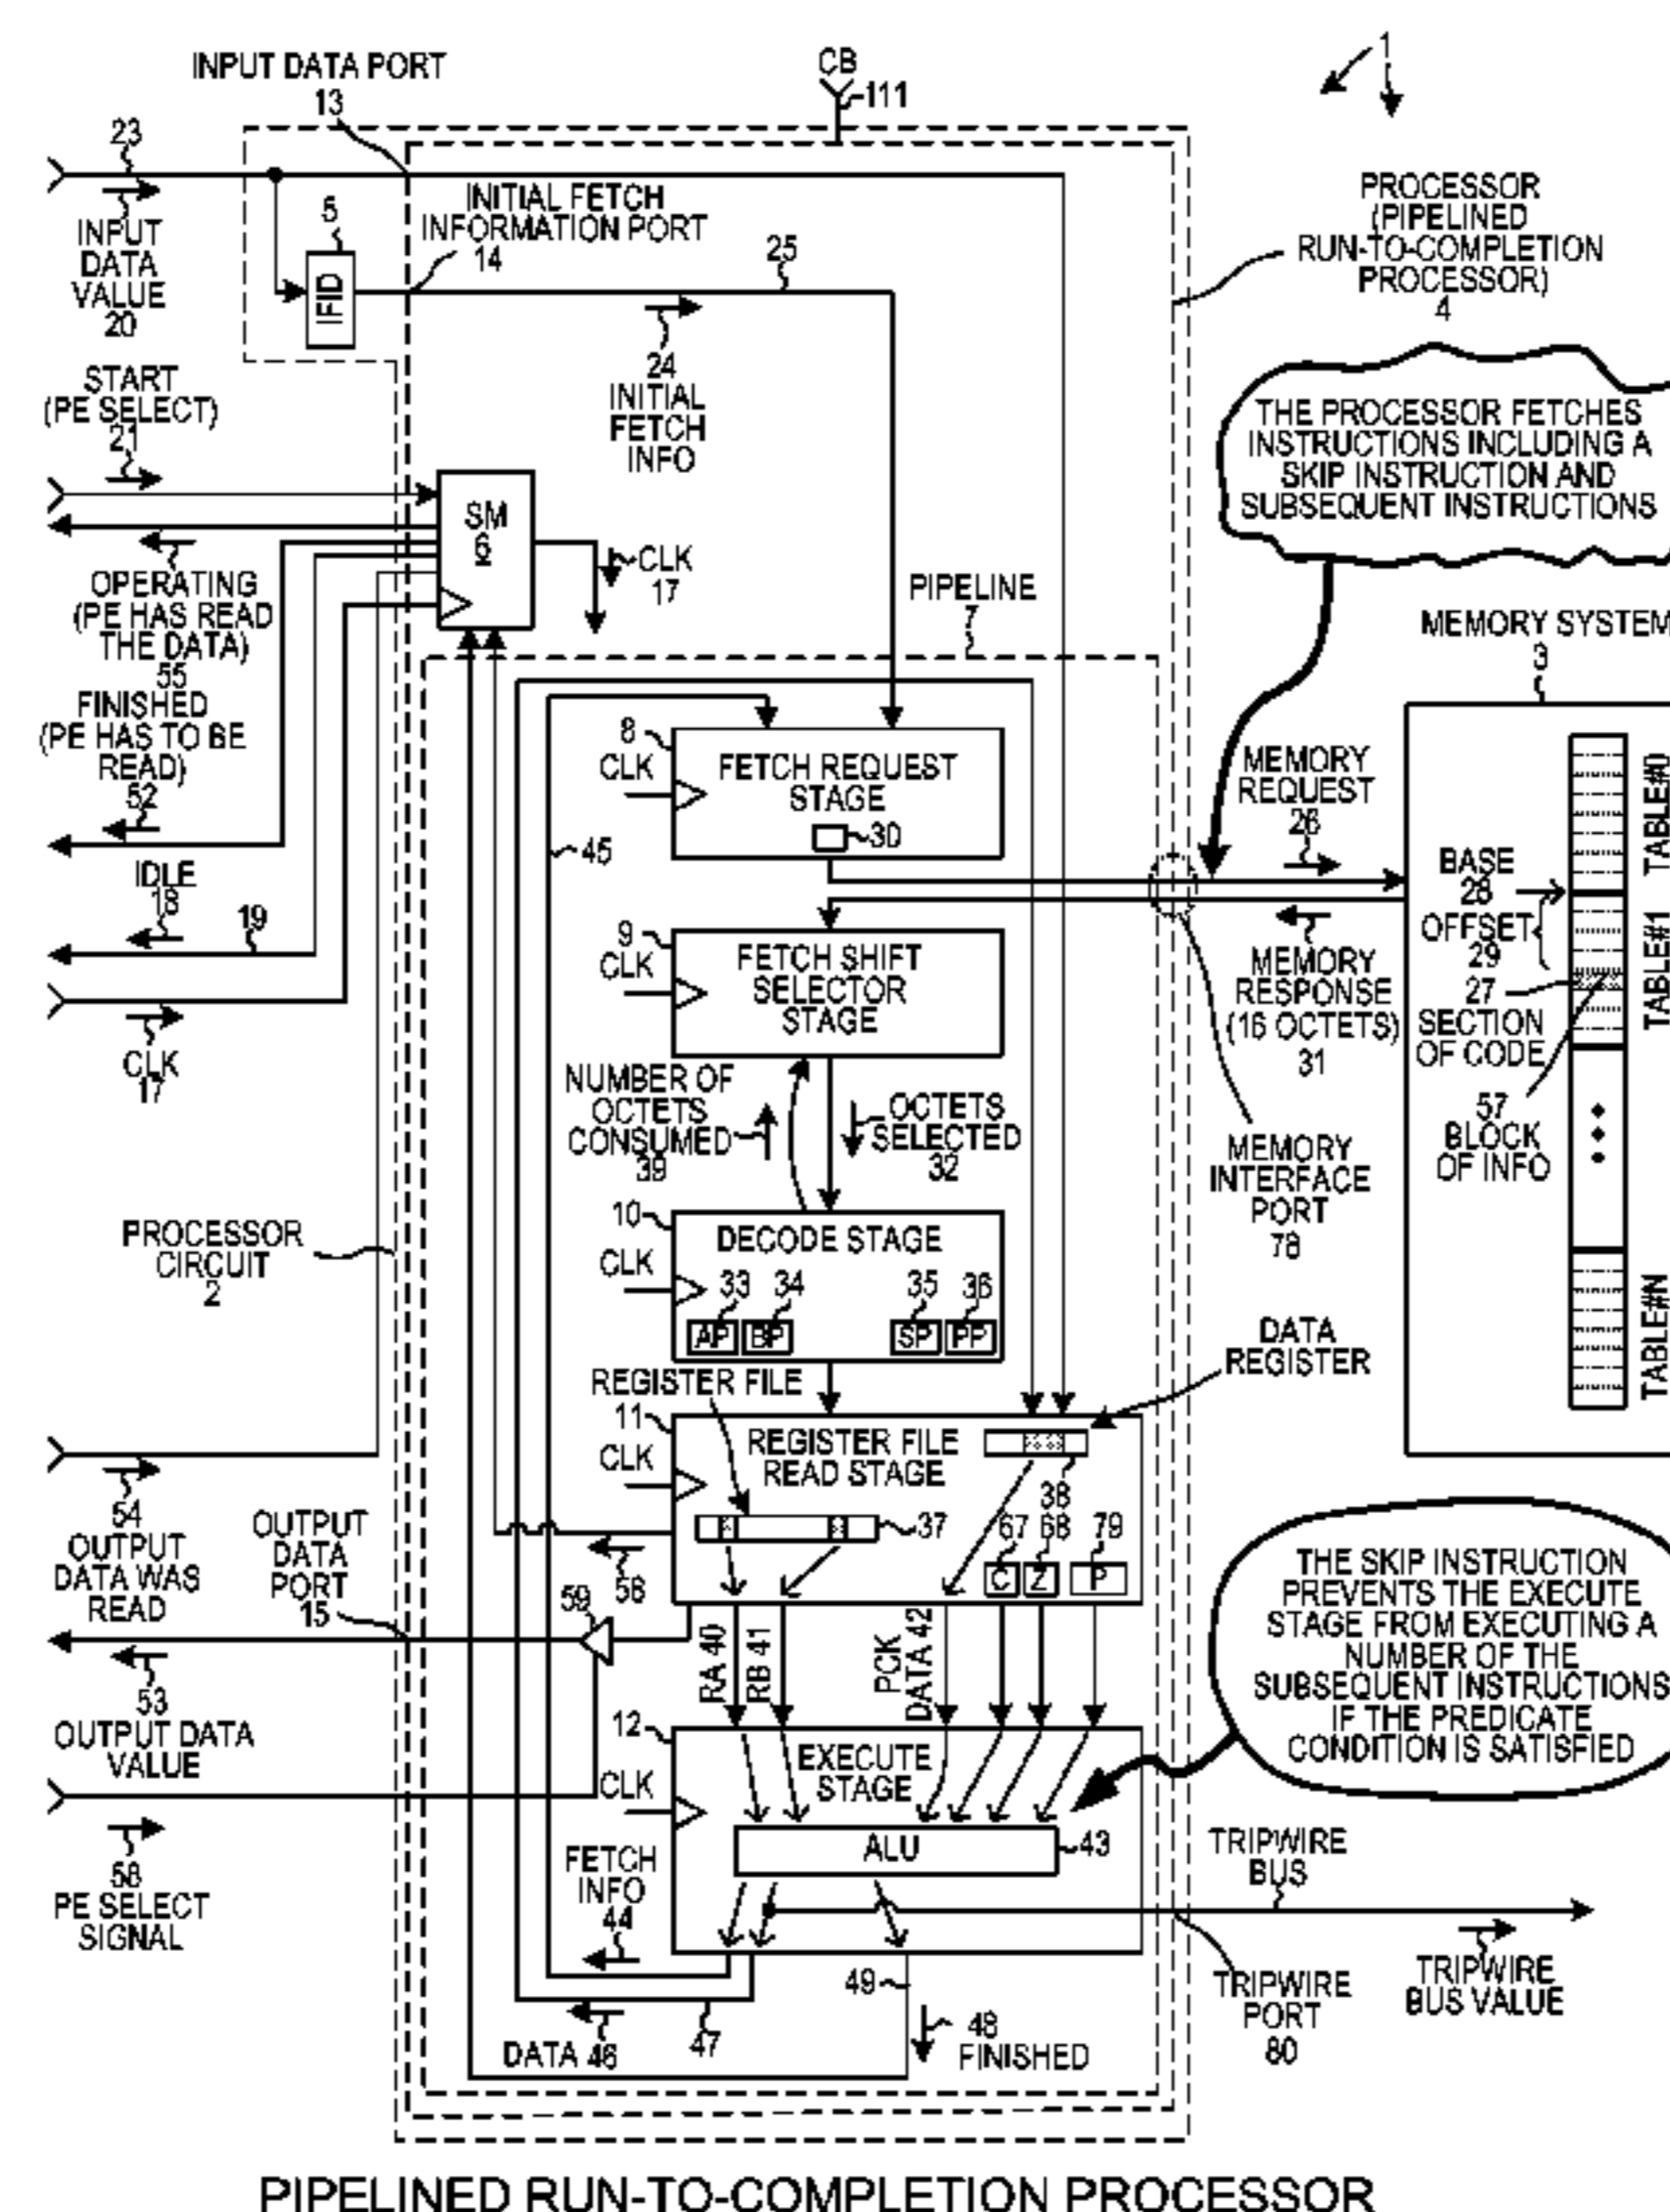 INPUT DATA PORT
13
CB
111
1
23
INPUT
DATA
VALUE
20
5
IFID
INITIAL FETCH
INFORMATION PORT
14
25
24
INITIAL
FETCH
INFO
PROCESSOR
(PIPELINED
RUN-TO-COMPLETION
PROCESSOR)
4
START
(PE SELECT)
21
THE PROCESSOR FETCHES
INSTRUCTIONS INCLUDING A
SKIP INSTRUCTION AND
SUBSEQUENT INSTRUCTIONS
SM
6
CLK
17
OPERATING
(PE HAS READ
THE DATA)
55
FINISHED
(PE HAS TO BE
READ)
52
IDLE
18
19
CLK
17
PIPELINE
7
MEMORY SYSTEM
3
8
CLK
FETCH REQUEST
STAGE
30
45
MEMORY
REQUEST
26
BASE
28
OFFSET
29
27
SECTION
OF CODE
57
BLOCK
OF INFO
TABLE#0
TABLE#1
TABLE#N
9
CLK
FETCH SHIFT
SELECTOR
STAGE
MEMORY
RESPONSE
(16 OCTETS)
31
NUMBER OF
OCTETS
CONSUMED
39
OCTETS
SELECTED
32
MEMORY
INTERFACE
PORT
78
PROCESSOR
CIRCUIT
2
10
CLK
DECODE STAGE
33
34
35
36
AP
BP
SP
PP
DATA
REGISTER
REGISTER FILE
11
CLK
REGISTER FILE
READ STAGE
38
37
67
68
79
C
Z
P
56
54
OUTPUT
DATA WAS
READ
OUTPUT
DATA
PORT
15
59
53
OUTPUT DATA
VALUE
RA 40
RB 41
PCK
DATA 42
THE SKIP INSTRUCTION
PREVENTS THE EXECUTE
STAGE FROM EXECUTING A
NUMBER OF THE
SUBSEQUENT INSTRUCTIONS
IF THE PREDICATE
CONDITION IS SATISFIED
12
CLK
EXECUTE
STAGE
ALU
43
58
PE SELECT
SIGNAL
FETCH
INFO
44
TRIPWIRE
BUS
49
48
FINISHED
DATA 46
47
TRIPWIRE
PORT
80
TRIPWIRE
BUS VALUE
PIPELINED RUN-TO-COMPLETION PROCESSOR